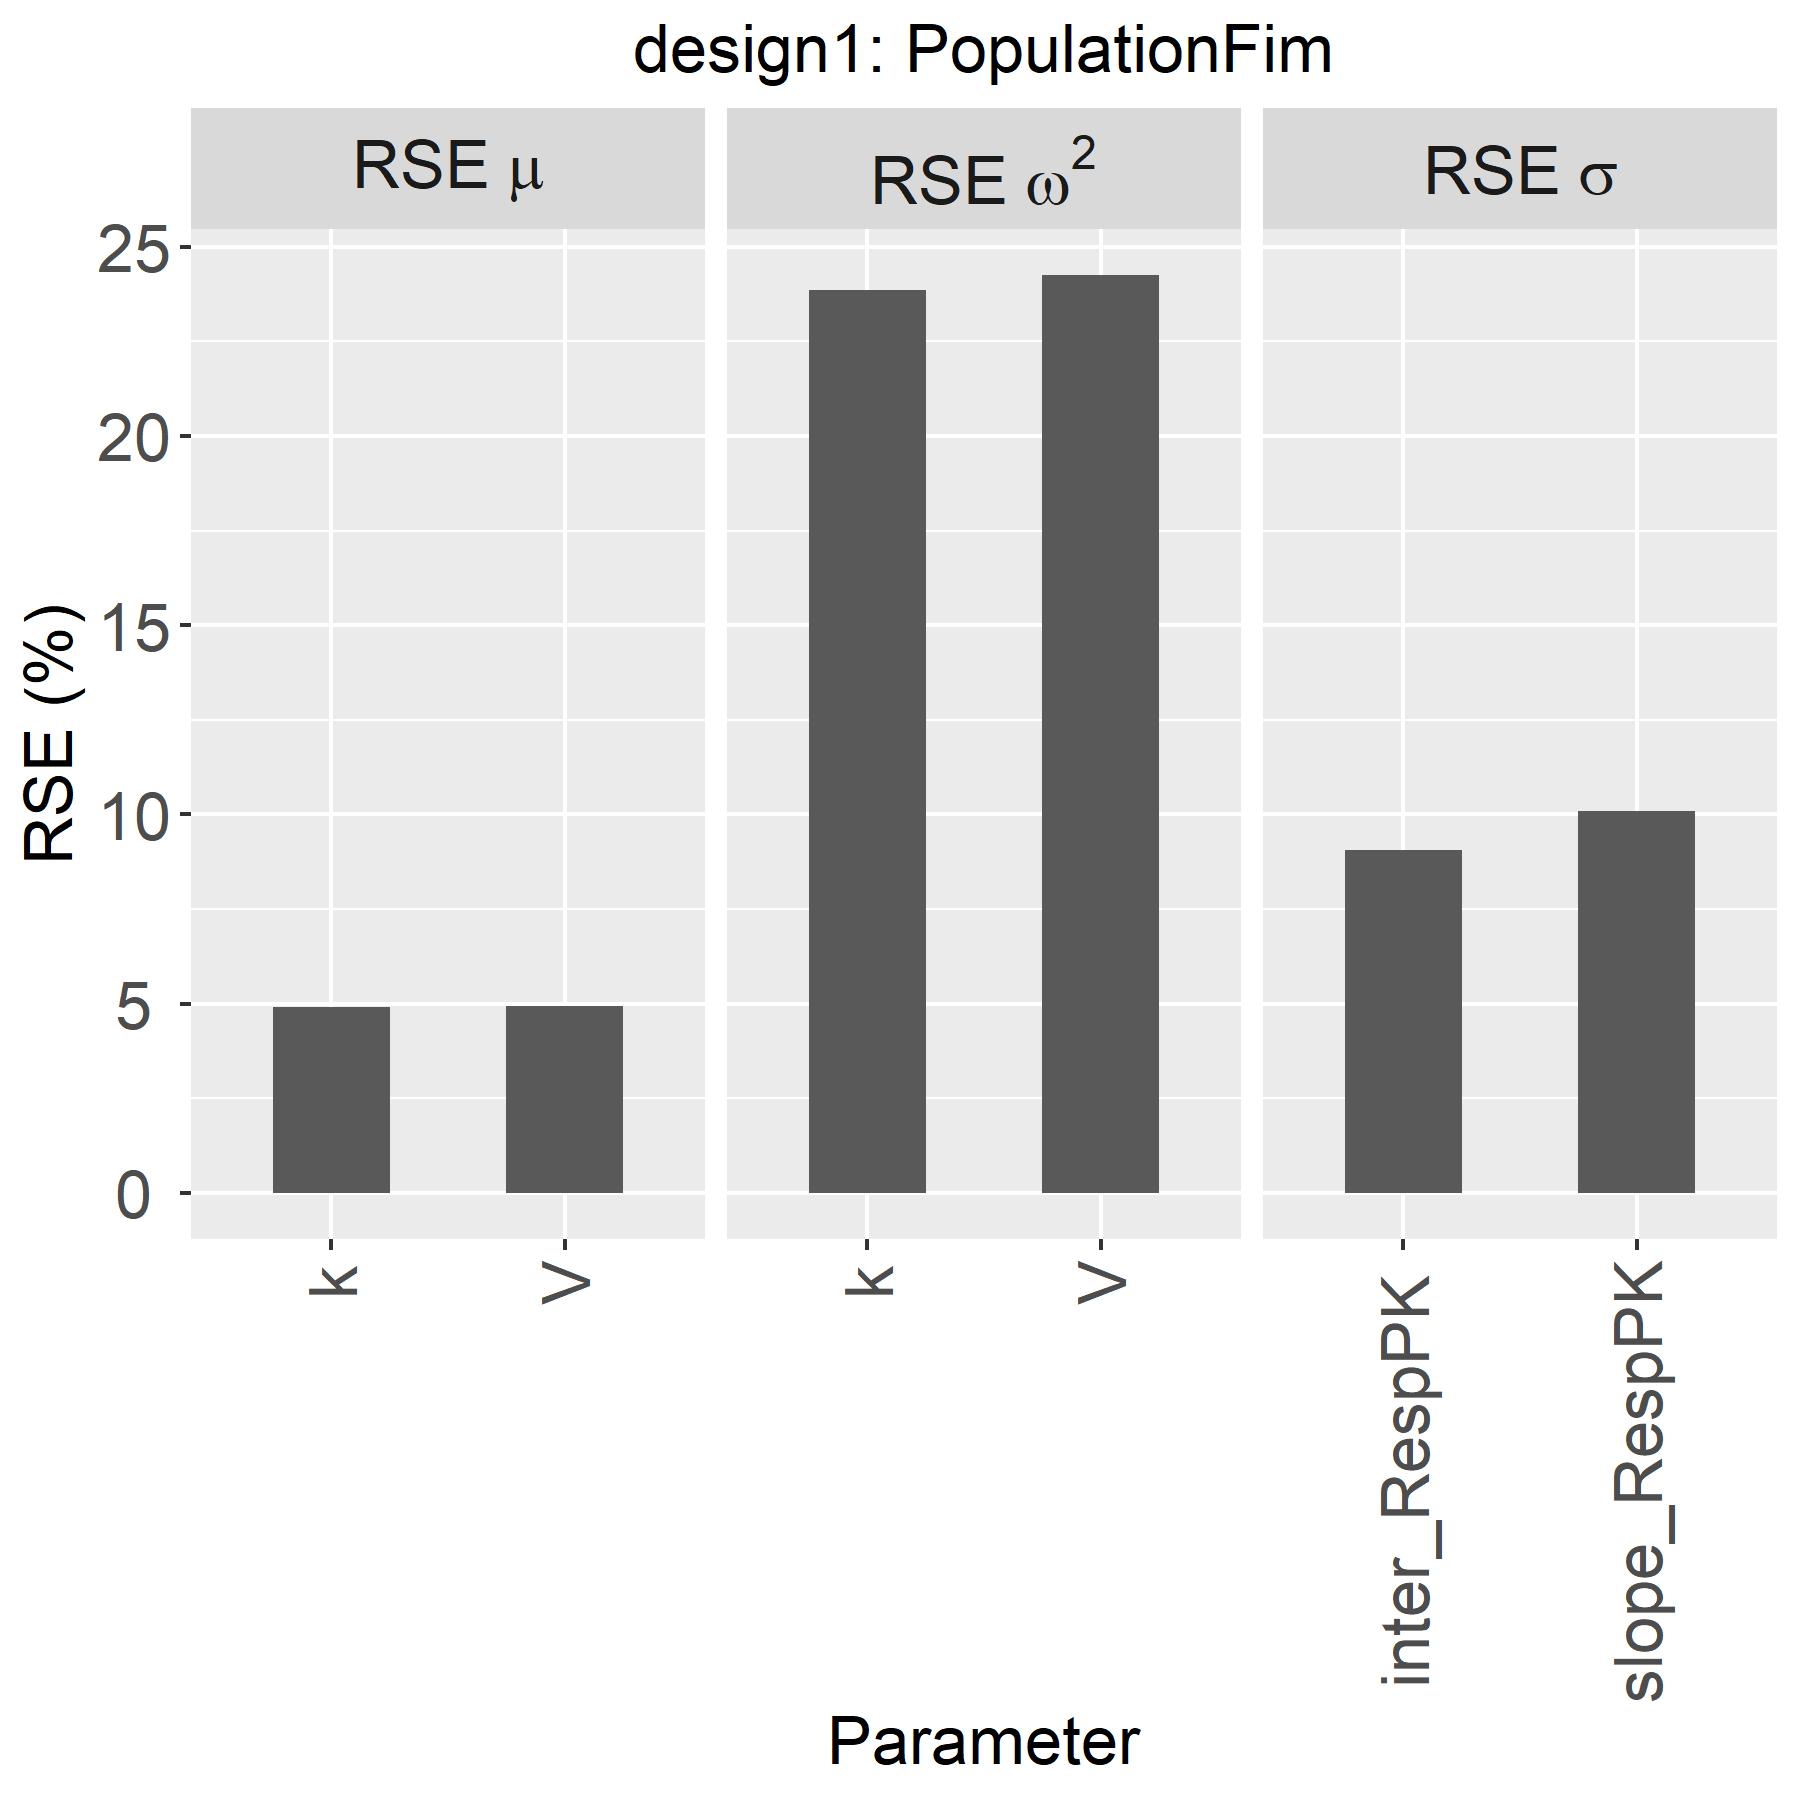 design1: PopulationFim
RSE μ
RSE ω²
RSE σ
25
20
15
10
5
0
RSE (%)
k
V
k
V
inter_RespPK
slope_RespPK
Parameter